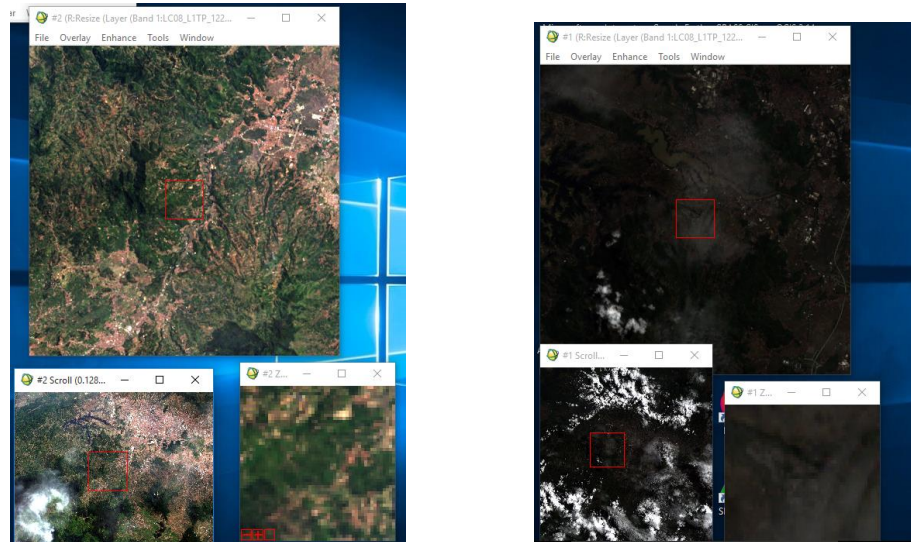 #2 (R:Resize (Layer (Band 1:LC08_L1TP_122...
File Overlay Enhance Tools Window
#2 Scroll (0.128...
#2 Z...
#1 (R:Resize (Layer (Band 1:LC08_L1TP_122...
File Overlay Enhance Tools Window
#1 Scroll...
#1 Z...